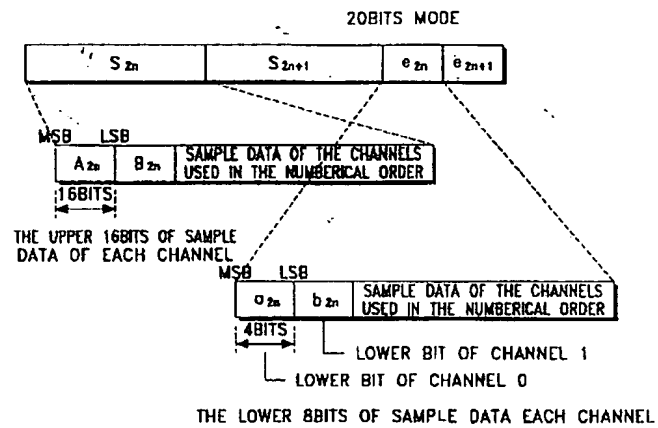 20BITS MODE
S2n S2n+1 e2n e2n+1
MSB LSB
A2n B2n SAMPLE DATA OF THE CHANNELS
USED IN THE NUMBERICAL ORDER
16BITS
THE UPPER 16BITS OF SAMPLE
DATA OF EACH CHANNEL
MSB LSB
a2n b2n SAMPLE DATA OF THE CHANNELS
USED IN THE NUMBERICAL ORDER
4BITS
LOWER BIT OF CHANNEL 1
LOWER BIT OF CHANNEL 0
THE LOWER 8BITS OF SAMPLE DATA EACH CHANNEL